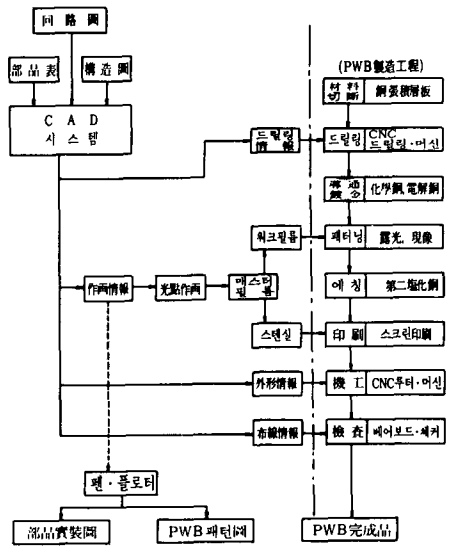 回路圖
部品表
構造圖
CAD
시스템
드릴링
情報
워크필름
作画情報
光點作画
매스터
필름
스텐실
外形情報
布線情報
펜·플로터
部品實裝圖
PWB패턴圖
(PWB製造工程)
材料
切斷
銅張積層板
드릴링
CNC
드릴링·머신
導通
鍍金
化學銅,電解銅
패터닝
露光, 現像
에칭
第二塩化銅
印刷
스크린印刷
機工
CNC루터·머신
檢査
베어보드·체커
PWB完成品